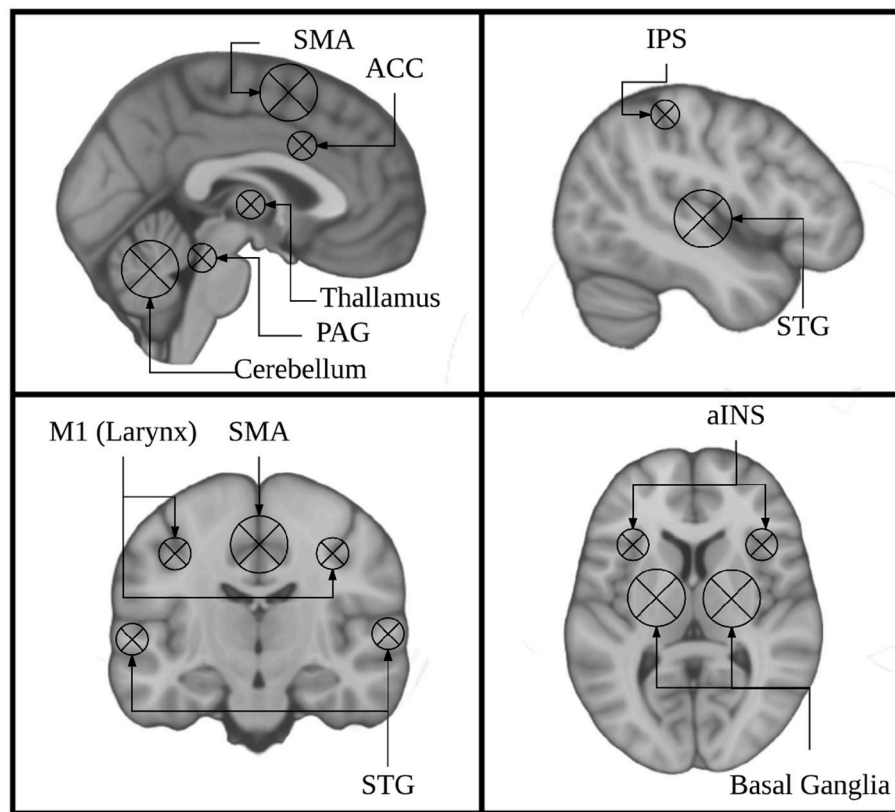 SMA
ACC
Thallamus
PAG
Cerebellum
IPS
STG
M1 (Larynx)
SMA
STG
aINS
Basal Ganglia